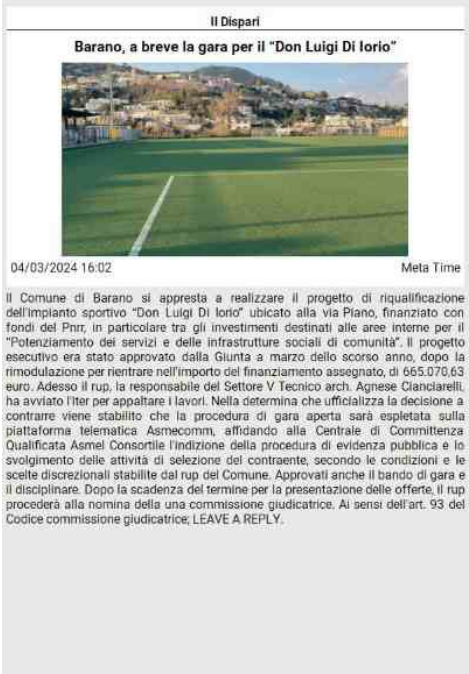 Il Dispari
Barano, a breve la gara per il “Don Luigi Di Iorio”
04/03/2024 16:02
Meta Time
Il Comune di Barano si appresta a realizzare il progetto di riqualificazione
dell'impianto sportivo “Don Luigi Di Iorio” ubicato alla via Piano, finanziato con
fondi del Pnrr, in particolare tra gli investimenti destinati alle aree interne per il
“Potenziamento dei servizi e delle infrastrutture sociali di comunità”. Il progetto
esecutivo era stato approvato dalla Giunta a marzo dello scorso anno, dopo la
rimodulazione per rientrare nell'importo del finanziamento assegnato, di 665.070,63
euro. Adesso il rup, la responsabile del Settore V Tecnico arch. Agnese Cianciarelli,
ha avviato l'iter per appaltare i lavori. Nella determina che ufficializza la decisione a
contrarre viene stabilito che la procedura di gara aperta sarà espletata sulla
piattaforma telematica Asmecomm, affidando alla Centrale di Committenza
Qualificata Asmel Consortile l'indizione della procedura di evidenza pubblica e lo
svolgimento delle attività di selezione del contraente, secondo le condizioni e le
scelte discrezionali stabilite dal rup del Comune. Approvati anche il bando di gara e
il disciplinare. Dopo la scadenza del termine per la presentazione delle offerte, il rup
procederà alla nomina della una commissione giudicatrice. Ai sensi dell'art. 93 del
Codice commissione giudicatrice; LEAVE A REPLY.